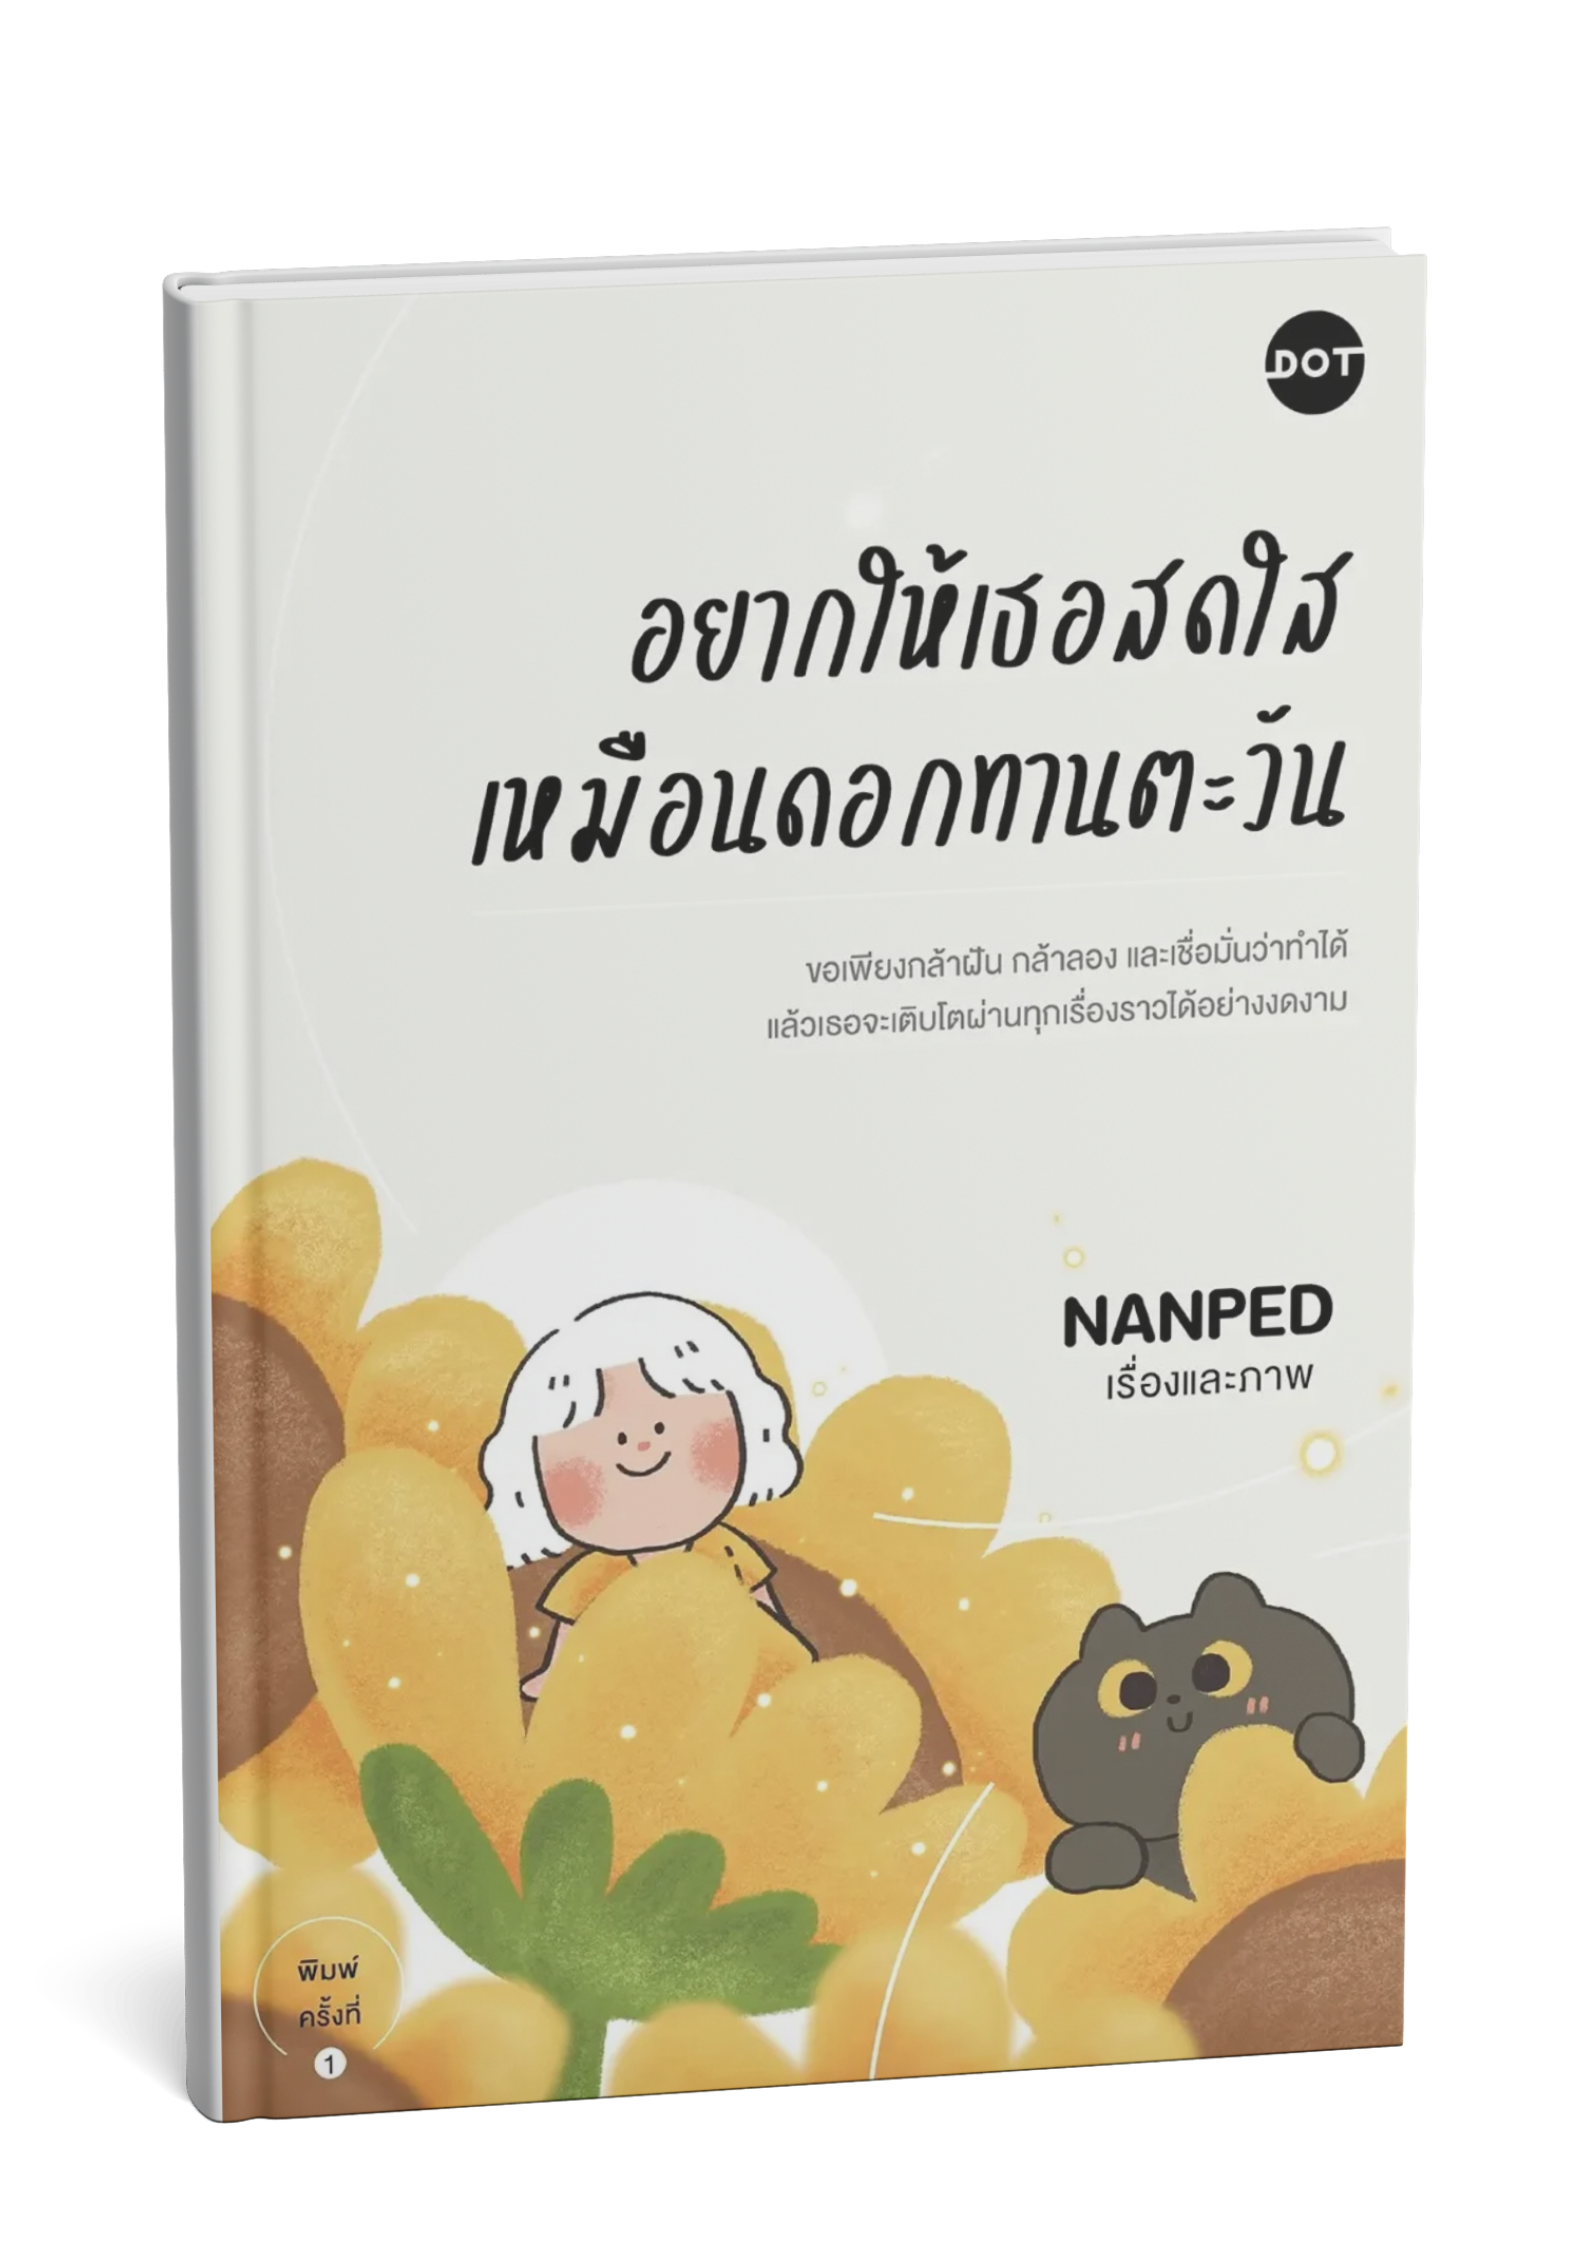 DOT
อยากให้เธอสดใส
เหมือนดอกทานตะวัน
ขอเพียงกล้าฝัน กล้าลอง และเชื่อมั่นว่าทำได้
แล้วเธอจะเติบโตผ่านทุกเรื่องราวได้อย่างงดงาม
NANPED
เรื่องและภาพ
พิมพ์
ครั้งที่
1